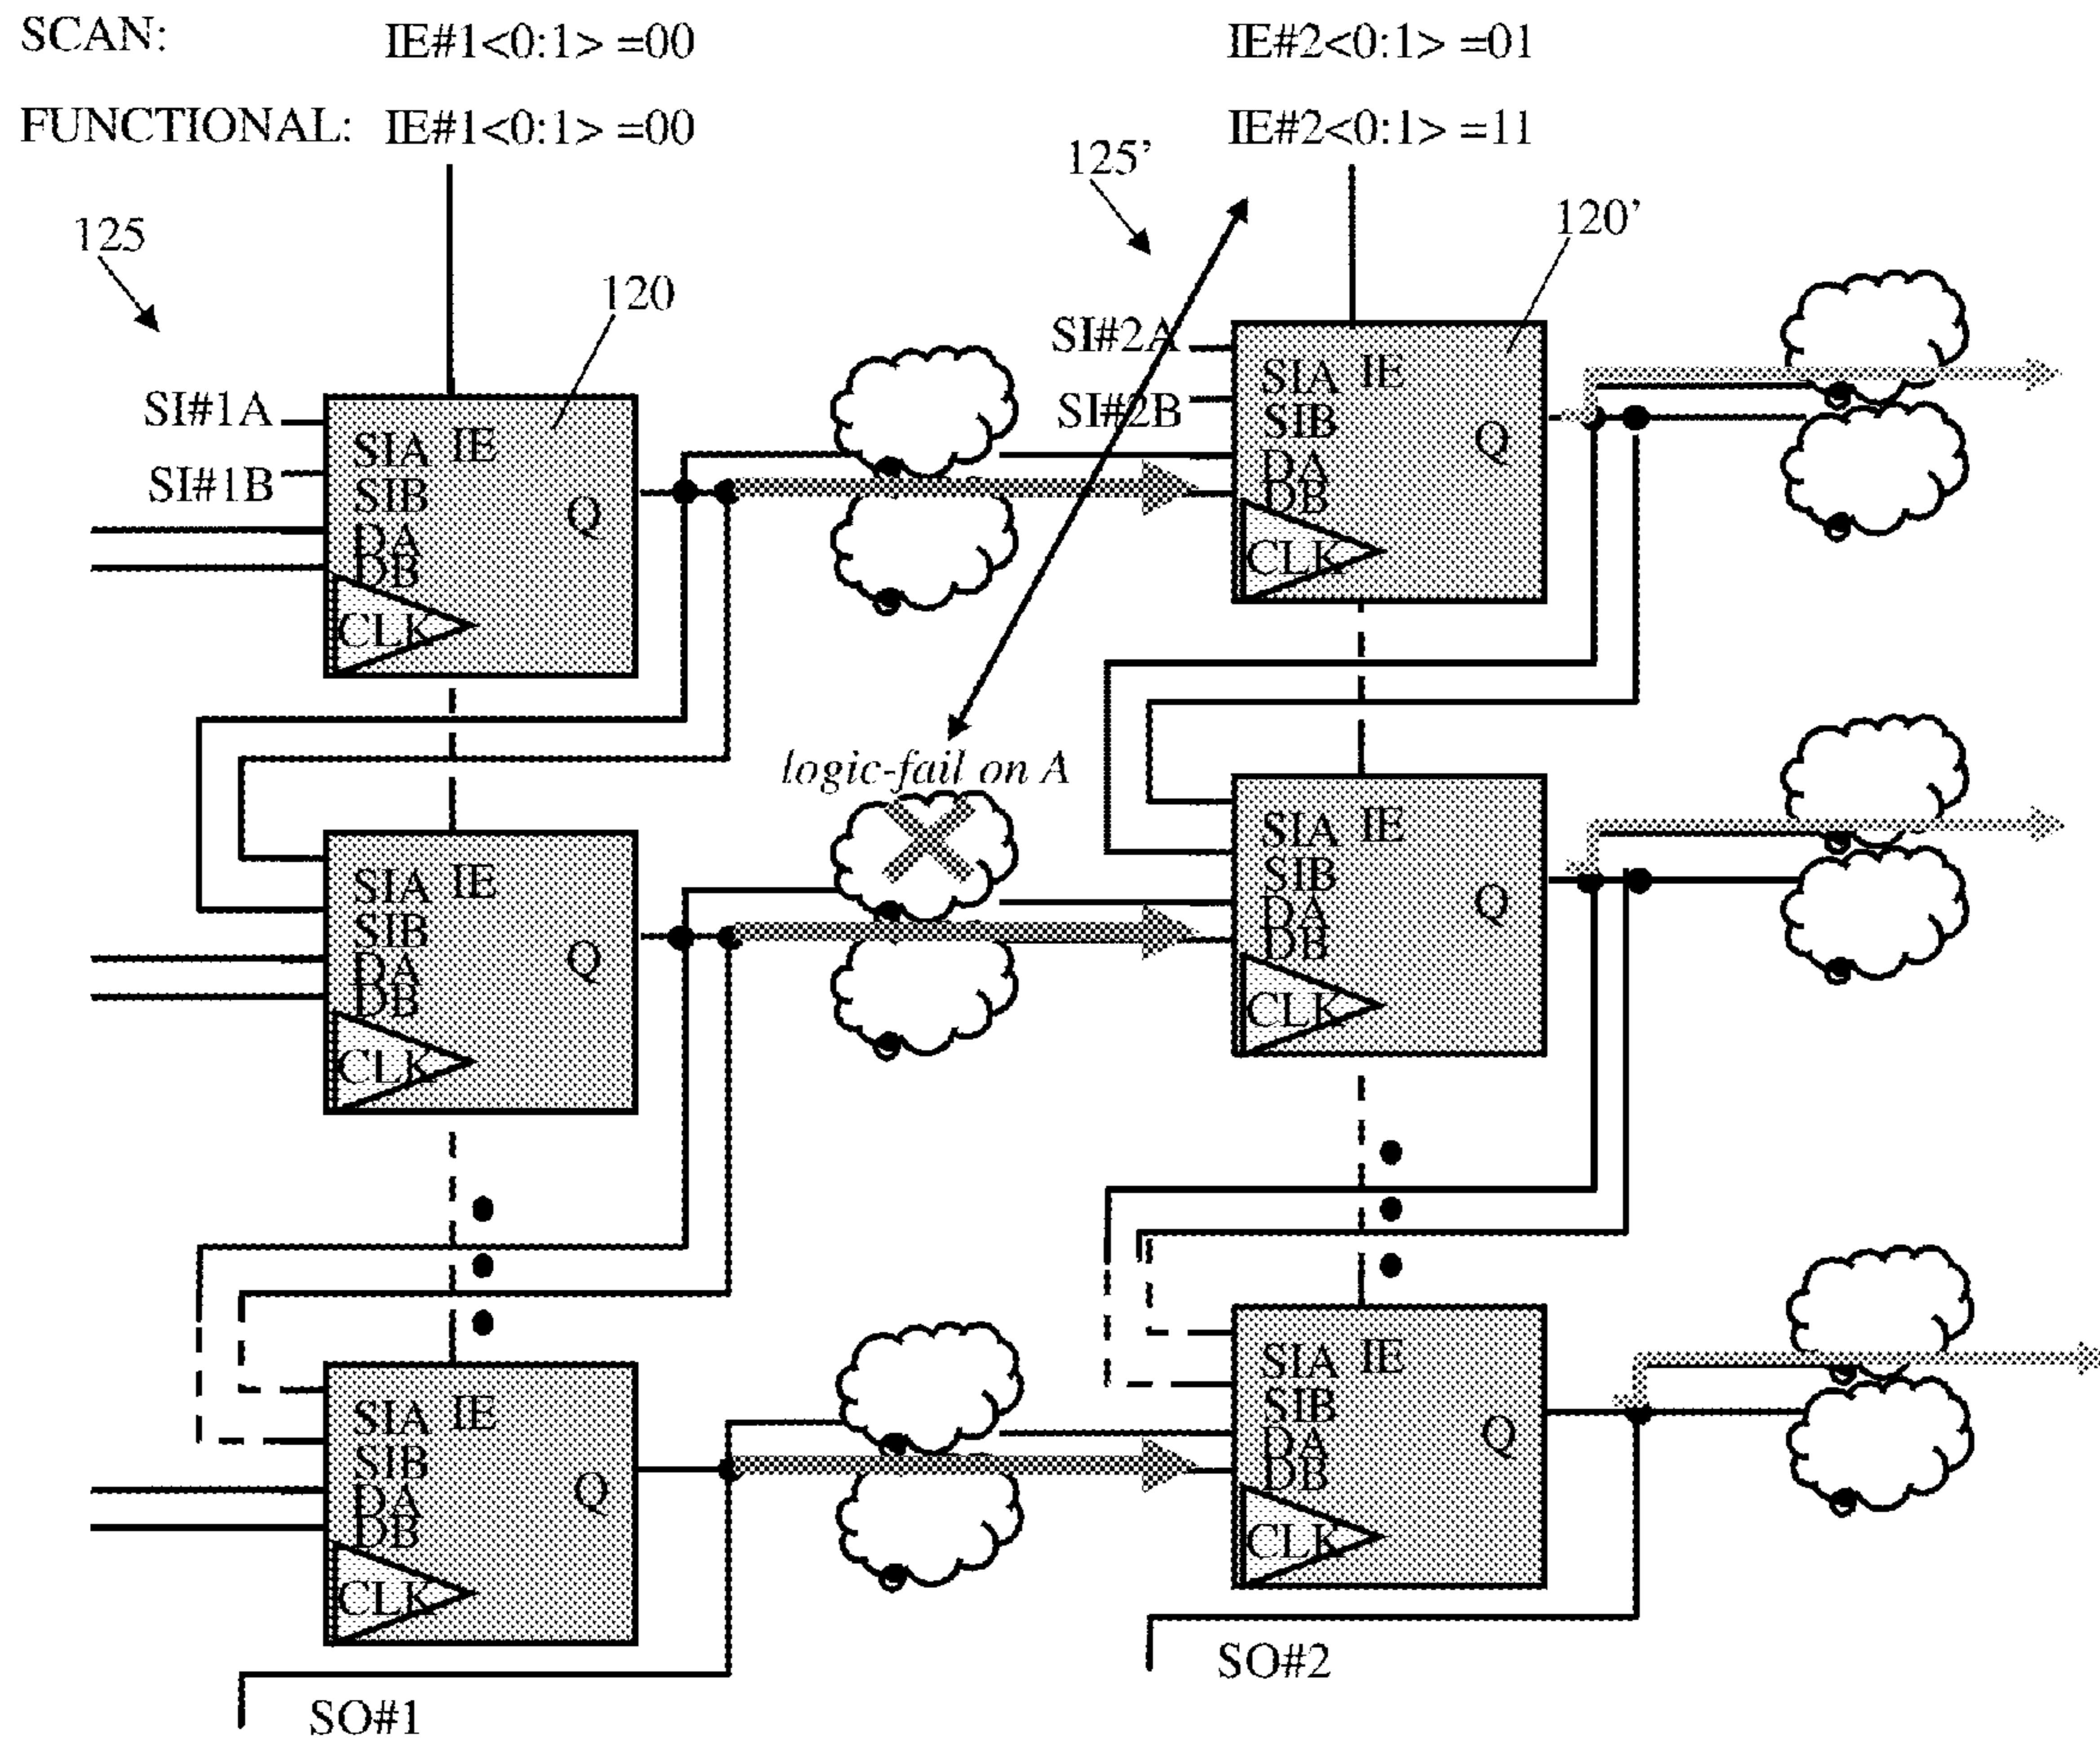 SCAN: IE#1<0:1> =00 IE#2<0:1> =01
FUNCTIONAL: IE#1<0:1> =00 IE#2<0:1> =11
125'
125
120'
120
SI#2A
SI#2B
SIA IE
SIB
Q
DA
DB
CLK
SI#1A
SI#1B
SIA IE
SIB
Q
DA
DB
CLK
logic-fail on A
SIA IE
SIB
Q
DA
DB
CLK
SIA IE
SIB
Q
DA
DB
CLK
SIA IE
SIB
Q
DA
DB
CLK
SIA IE
SIB
Q
DA
DB
CLK
SO#2
SO#1